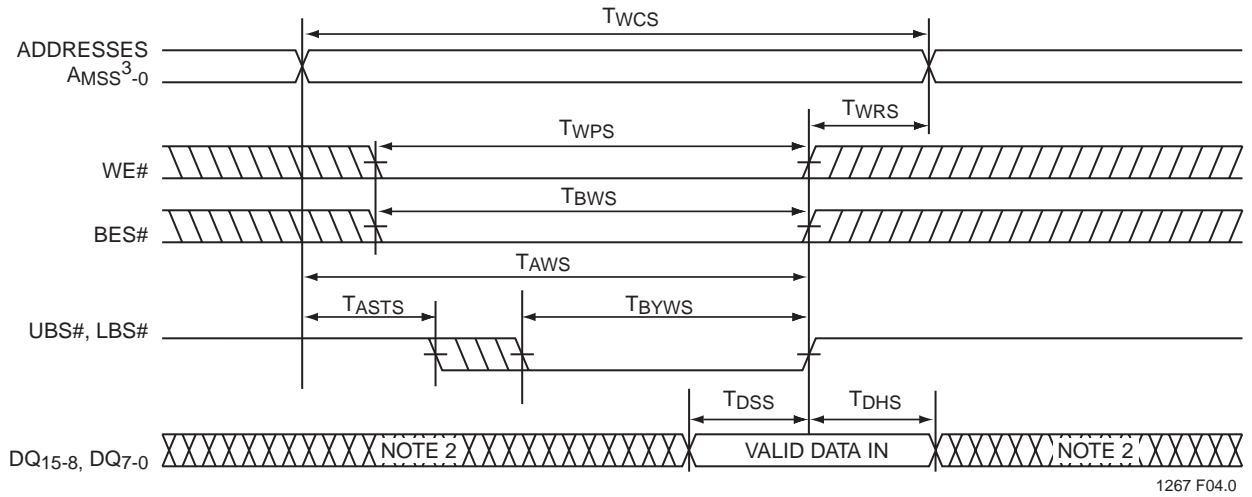 TWCS
ADDRESSES
AMSS3-0
TWRS
TWPS
WE#
TBWS
BES#
TAWS
TASTS
TBYWS
UBS#, LBS#
TDSS
TDHS
DQ15-8, DQ7-0
NOTE 2
VALID DATA IN
NOTE 2
1267 F04.0